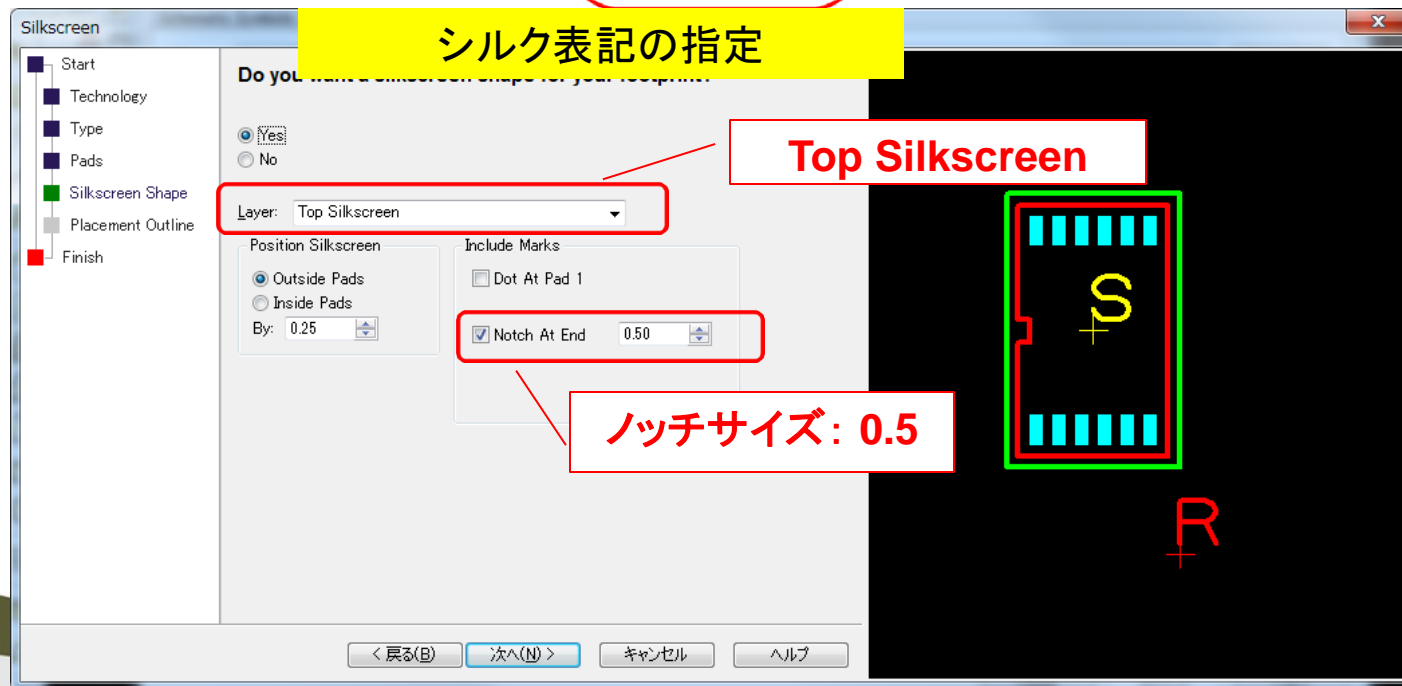 Silkscreen
シルク表記の指定
Start
Technology
Type
Pads
Silkscreen Shape
Placement Outline
Finish
Yes
No
Top Silkscreen
Layer: Top Silkscreen
Position Silkscreen
Outside Pads
Inside Pads
By: 0.25
Include Marks
Dot At Pad 1
Notch At End 0.50
ノッチサイズ： 0.5
S
R
< 戻る(B)
次へ(N) >
キャンセル
ヘルプ